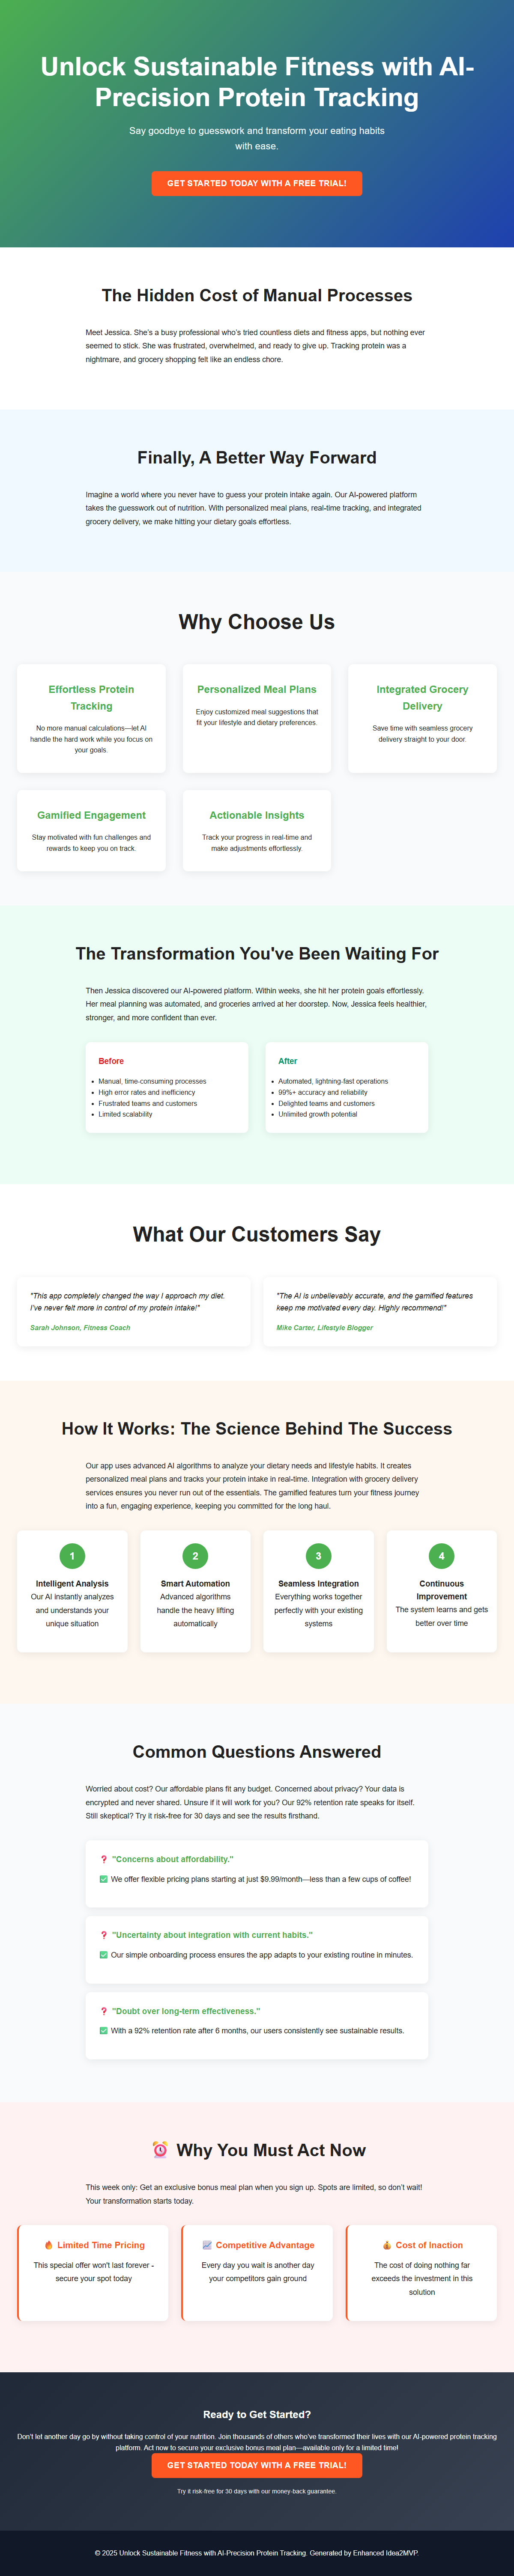 Unlock Sustainable Fitness with AI-
Precision Protein Tracking
Say goodbye to guesswork and transform your eating habits
with ease.
GET STARTED TODAY WITH A FREE TRIAL!
The Hidden Cost of Manual Processes
Meet Jessica. She's a busy professional who's tried countless diets and fitness apps, but nothing ever
seemed to stick. She was frustrated, overwhelmed, and ready to give up. Tracking protein was a
nightmare, and grocery shopping felt like an endless chore.
Finally, A Better Way Forward
Imagine a world where you never have to guess your protein intake again. Our AI-powered platform
takes the guesswork out of nutrition. With personalized meal plans, real-time tracking, and integrated
grocery delivery, we make hitting your dietary goals effortless.
Why Choose Us
Effortless Protein
Tracking
No more manual calculations—let AI
handle the hard work while you focus on
your goals.
Personalized Meal Plans
Enjoy customized meal suggestions that
fit your lifestyle and dietary preferences.
Integrated Grocery
Delivery
Save time with seamless grocery
delivery straight to your door.
Gamified Engagement
Stay motivated with fun challenges and
rewards to keep you on track.
Actionable Insights
Track your progress in real-time and
make adjustments effortlessly.
The Transformation You've Been Waiting For
Then Jessica discovered our AI-powered platform. Within weeks, she hit her protein goals effortlessly.
Her meal planning was automated, and groceries arrived at her doorstep. Now, Jessica feels healthier,
stronger, and more confident than ever.
Before
• Manual, time-consuming processes
• High error rates and inefficiency
• Frustrated teams and customers
• Limited scalability
After
• Automated, lightning-fast operations
• 99%+ accuracy and reliability
• Delighted teams and customers
• Unlimited growth potential
What Our Customers Say
"This app completely changed the way I approach my diet.
I've never felt more in control of my protein intake!"
Sarah Johnson, Fitness Coach
"The AI is unbelievably accurate, and the gamified features
keep me motivated every day. Highly recommend!"
Mike Carter, Lifestyle Blogger
How It Works: The Science Behind The Success
Our app uses advanced AI algorithms to analyze your dietary needs and lifestyle habits. It creates
personalized meal plans and tracks your protein intake in real-time. Integration with grocery delivery
services ensures you never run out of the essentials. The gamified features turn your fitness journey
into a fun, engaging experience, keeping you committed for the long haul.
1
Intelligent Analysis
Our AI instantly analyzes
and understands your
unique situation
2
Smart Automation
Advanced algorithms
handle the heavy lifting
automatically
3
Seamless Integration
Everything works together
perfectly with your existing
systems
4
Continuous
Improvement
The system learns and gets
better over time
Common Questions Answered
Worried about cost? Our affordable plans fit any budget. Concerned about privacy? Your data is
encrypted and never shared. Unsure if it will work for you? Our 92% retention rate speaks for itself.
Still skeptical? Try it risk-free for 30 days and see the results firsthand.
❓ "Concerns about affordability."
✅ We offer flexible pricing plans starting at just $9.99/month—less than a few cups of coffee!
❓ "Uncertainty about integration with current habits."
✅ Our simple onboarding process ensures the app adapts to your existing routine in minutes.
❓ "Doubt over long-term effectiveness."
✅ With a 92% retention rate after 6 months, our users consistently see sustainable results.
⏰ Why You Must Act Now
This week only: Get an exclusive bonus meal plan when you sign up. Spots are limited, so don't wait!
Your transformation starts today.
🔥 Limited Time Pricing
This special offer won't last forever -
secure your spot today
📈 Competitive Advantage
Every day you wait is another day
your competitors gain ground
💰 Cost of Inaction
The cost of doing nothing far
exceeds the investment in this
solution
Ready to Get Started?
Don't let another day go by without taking control of your nutrition. Join thousands of others who've transformed their lives with our AI-powered protein tracking
platform. Act now to secure your exclusive bonus meal plan—available only for a limited time!
GET STARTED TODAY WITH A FREE TRIAL!
Try it risk-free for 30 days with our money-back guarantee.
© 2025 Unlock Sustainable Fitness with AI-Precision Protein Tracking. Generated by Enhanced Idea2MVP.